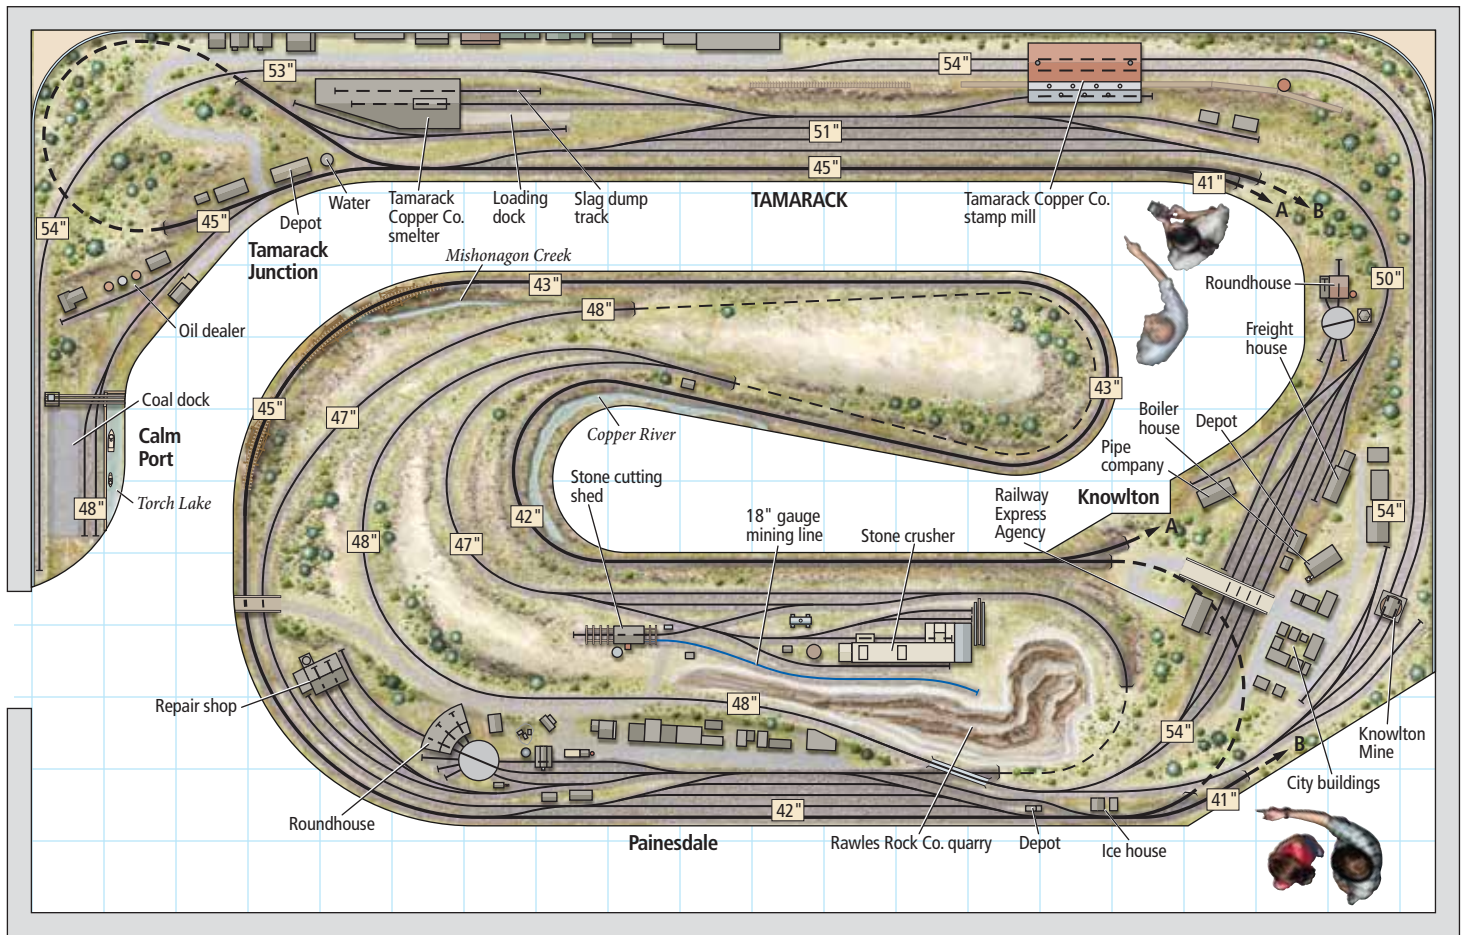 53"
54"
51"
45"
41"
A
B
TAMARACK
Tamarack Copper Co.
stamp mill
Slag dump
track
Loading
dock
Tamarack
Copper Co.
smelter
Water
Depot
45"
Tamarack
Junction
54"
Oil dealer
Coal dock
Calm
Port
Torch Lake
48"
Mishonagon Creek
43"
48"
45"
47"
Copper River
43"
Roundhouse
50"
Freight
house
Boiler
house
Depot
Pipe
company
Knowlton
Railway
Express
Agency
A
54"
Stone cutting
shed
42"
18" gauge
mining line
Stone crusher
48"
47"
Repair shop
48"
54"
Knowlton
Mine
B
City buildings
41"
42"
Roundhouse
Painesdale
Rawles Rock Co. quarry
Depot
Ice house